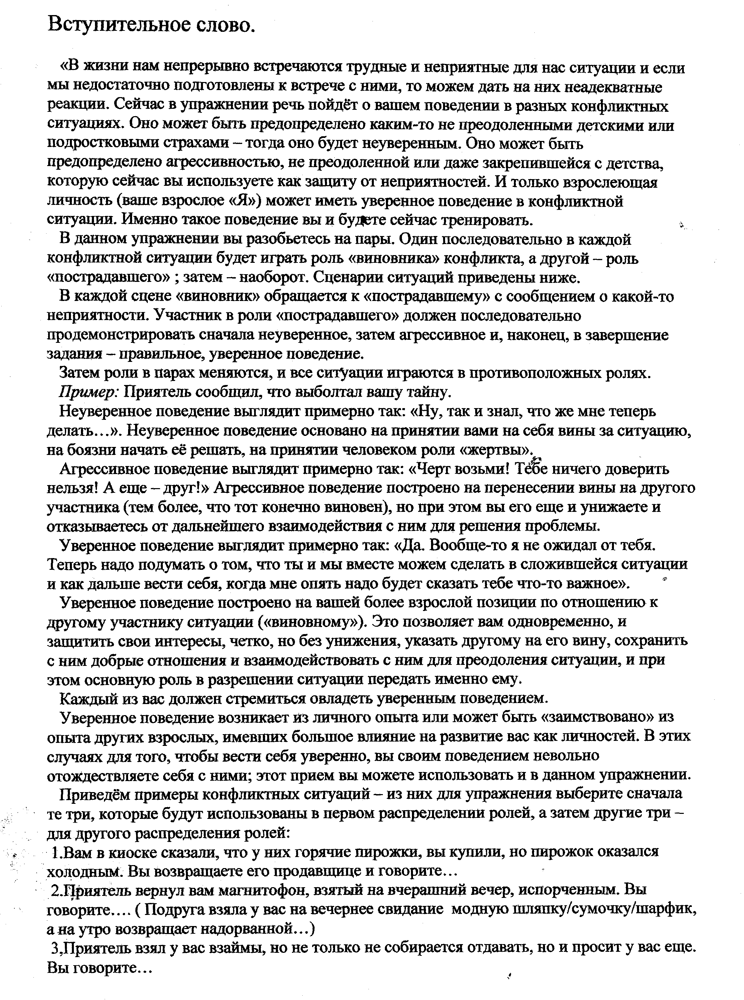 Вступительное слово.
«В жизни нам непрерывно встречаются трудные и неприятные для нас ситуации и если
мы недостаточно подготовлены к встрече с ними, то можем дать на них неадекватные
реакции. Сейчас в упражнении речь пойдёт о вашем поведении в разных конфликтных
ситуациях. Оно может быть предопределено каким-то не преодоленными детскими или
подростковыми страхами – тогда оно будет неуверенным. Оно может быть
предопределено агрессивностью, не преодоленной или даже закрепившейся с детства,
которую сейчас вы используете как защиту от неприятностей. И только взрослеющая
личность (ваше взрослое «Я») может иметь уверенное поведение в конфликтной
ситуации. Именно такое поведение вы и будете сейчас тренировать.
В данном упражнении вы разобьетесь на пары. Один последовательно в каждой
конфликтной ситуации будет играть роль «виновника» конфликта, а другой – роль
«пострадавшего» ; затем – наоборот. Сценарии ситуаций приведены ниже.
В каждой сцене «виновник» обращается к «пострадавшему» с сообщением о какой-то
неприятности. Участник в роли «пострадавшего» должен последовательно
продемонстрировать сначала неуверенное, затем агрессивное и, наконец, в завершение
задания – правильное, уверенное поведение.
Затем роли в парах меняются, и все ситуации играются в противоположных ролях.
Пример: Приятель сообщил, что выболтал вашу тайну.
Неуверенное поведение выглядит примерно так: «Ну, так и знал, что же мне теперь
делать…». Неуверенное поведение основано на принятии вами на себя вины за ситуацию,
на боязни начать её решать, на принятии человеком роли «жертвы».
Агрессивное поведение выглядит примерно так: «Черт возьми! Тебе ничего доверить
нельзя! А еще – друг!» Агрессивное поведение построено на перенесении вины на другого
участника (тем более, что тот конечно виновен), но при этом вы его еще и унижаете и
отказываетесь от дальнейшего взаимодействия с ним для решения проблемы.
Уверенное поведение выглядит примерно так: «Да. Вообще-то я не ожидал от тебя.
Теперь надо подумать о том, что ты и мы вместе можем сделать в сложившейся ситуации
и как дальше вести себя, когда мне опять надо будет сказать тебе что-то важное».
Уверенное поведение построено на вашей более взрослой позиции по отношению к
другому участнику ситуации («виновному»). Это позволяет вам одновременно, и
защитить свои интересы, четко, но без унижения, указать другому на его вину, сохранить
с ним добрые отношения и взаимодействовать с ним для преодоления ситуации, и при
этом основную роль в разрешении ситуации передать именно ему.
Каждый из вас должен стремиться овладеть уверенным поведением.
Уверенное поведение возникает из личного опыта или может быть «заимствовано» из
опыта других взрослых, имевших большое влияние на развитие вас как личностей. В этих
случаях для того, чтобы вести себя уверенно, вы своим поведением невольно
отождествляете себя с ними; этот прием вы можете использовать и в данном упражнении.
Приведём примеры конфликтных ситуаций – из них для упражнения выберите сначала
те три, которые будут использованы в первом распределении ролей, а затем другие три –
для другого распределения ролей:
1.Вам в киоске сказали, что у них горячие пирожки, вы купили, но пирожок оказался
холодным. Вы возвращаете его продавщице и говорите…
2.Приятель вернул вам магнитофон, взятый на вчерашний вечер, испорченным. Вы
говорите…. ( Подруга взяла у вас на вечернее свидание модную шляпку/сумочку/шарфик,
а на утро возвращает надорванной…)
3,Приятель взял у вас взаймы, но не только не собирается отдавать, но и просит у вас еще.
Вы говорите…